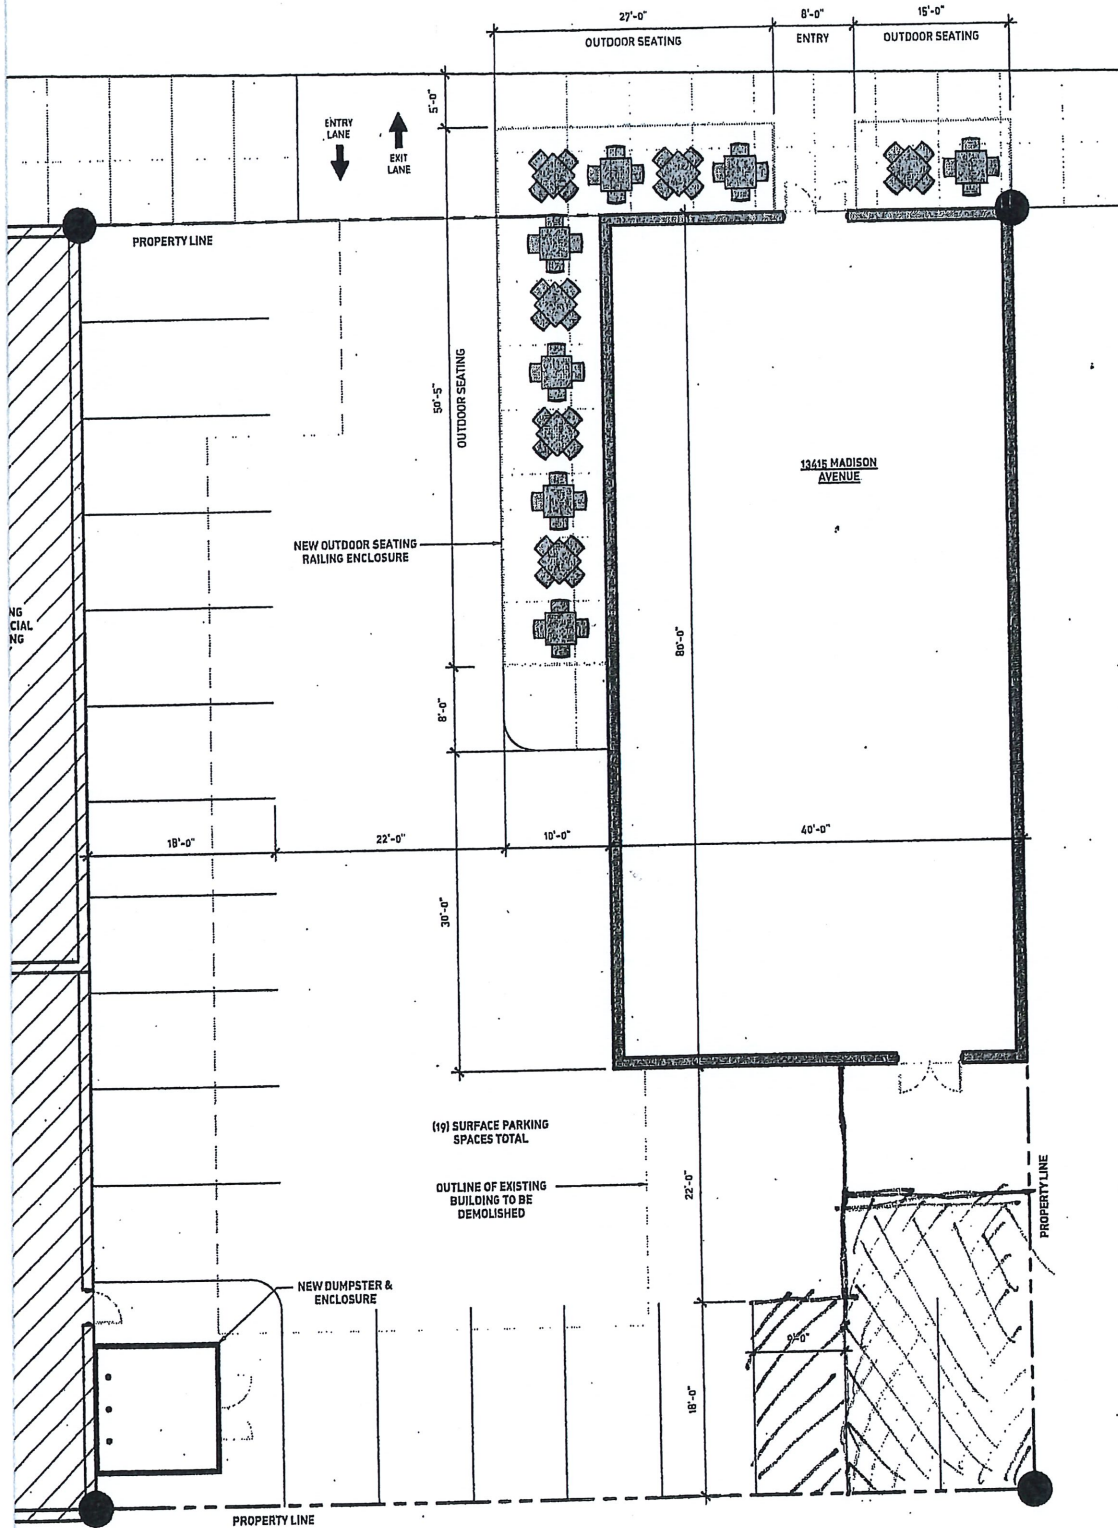 27'-0"
8'-0"
15'-0"
OUTDOOR SEATING
ENTRY
OUTDOOR SEATING
5'-0"
ENTRY
LANE
EXIT
LANE
PROPERTY LINE
50'-5"
OUTDOOR SEATING
13415 MADISON
AVENUE
NEW OUTDOOR SEATING
RAILING ENCLOSURE
NG
CIAL
NG
80'-0"
8'-0"
18'-0"
22'-0"
10'-0"
40'-0"
30'-0"
(19) SURFACE PARKING
SPACES TOTAL
OUTLINE OF EXISTING
BUILDING TO BE
DEMOLISHED
22'-0"
PROPERTY LINE
NEW DUMPSTER &
ENCLOSURE
9'-0"
18'-0"
PROPERTY LINE